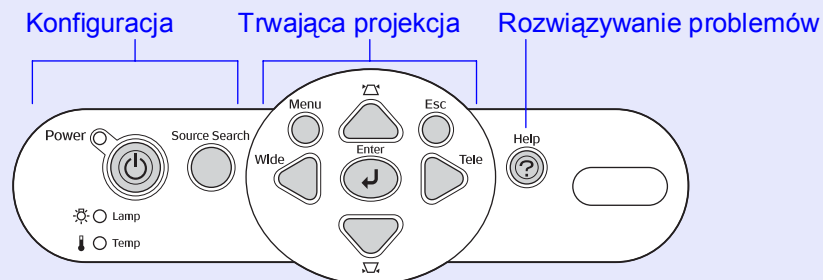 Konfiguracja
Trwająca projekcja
Rozwiązywanie problemów
Menu
Esc
Power
Source Search
Help
Wide
Enter
Tele
?
Lamp
Temp